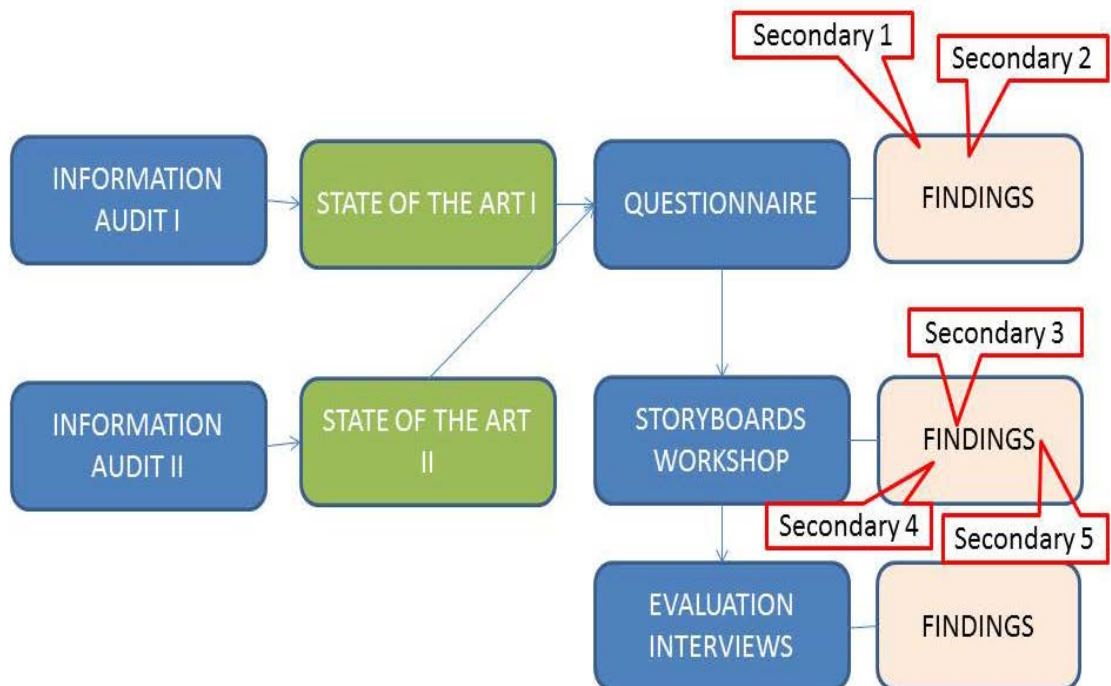 Secondary 1
Secondary 2
INFORMATION
AUDIT I
STATE OF THE ART I
QUESTIONNAIRE
FINDINGS
Secondary 3
INFORMATION
AUDIT II
STATE OF THE ART
II
STORYBOARDS
WORKSHOP
FINDINGS
Secondary 4
Secondary 5
EVALUATION
INTERVIEWS
FINDINGS